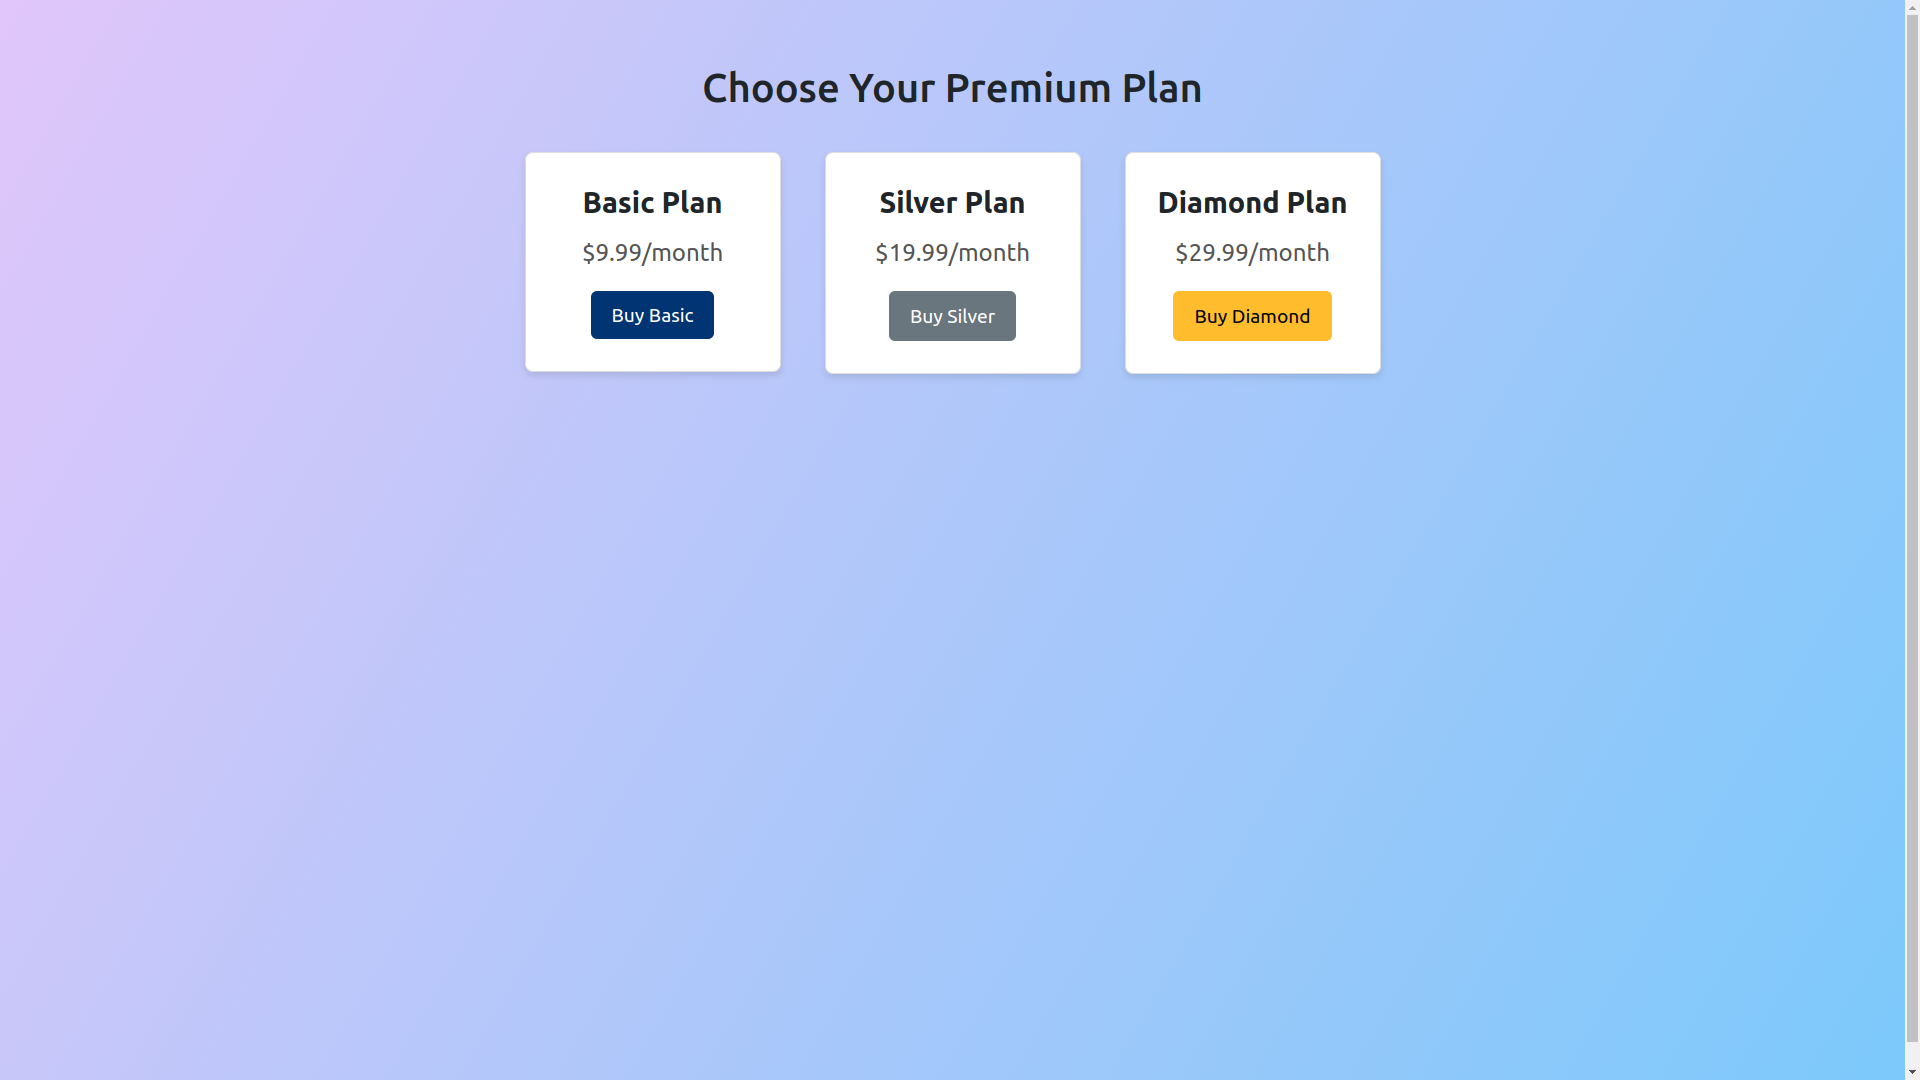 Choose Your Premium Plan
Basic Plan
$9.99/month
Buy Basic
Silver Plan
$19.99/month
Buy Silver
Diamond Plan
$29.99/month
Buy Diamond